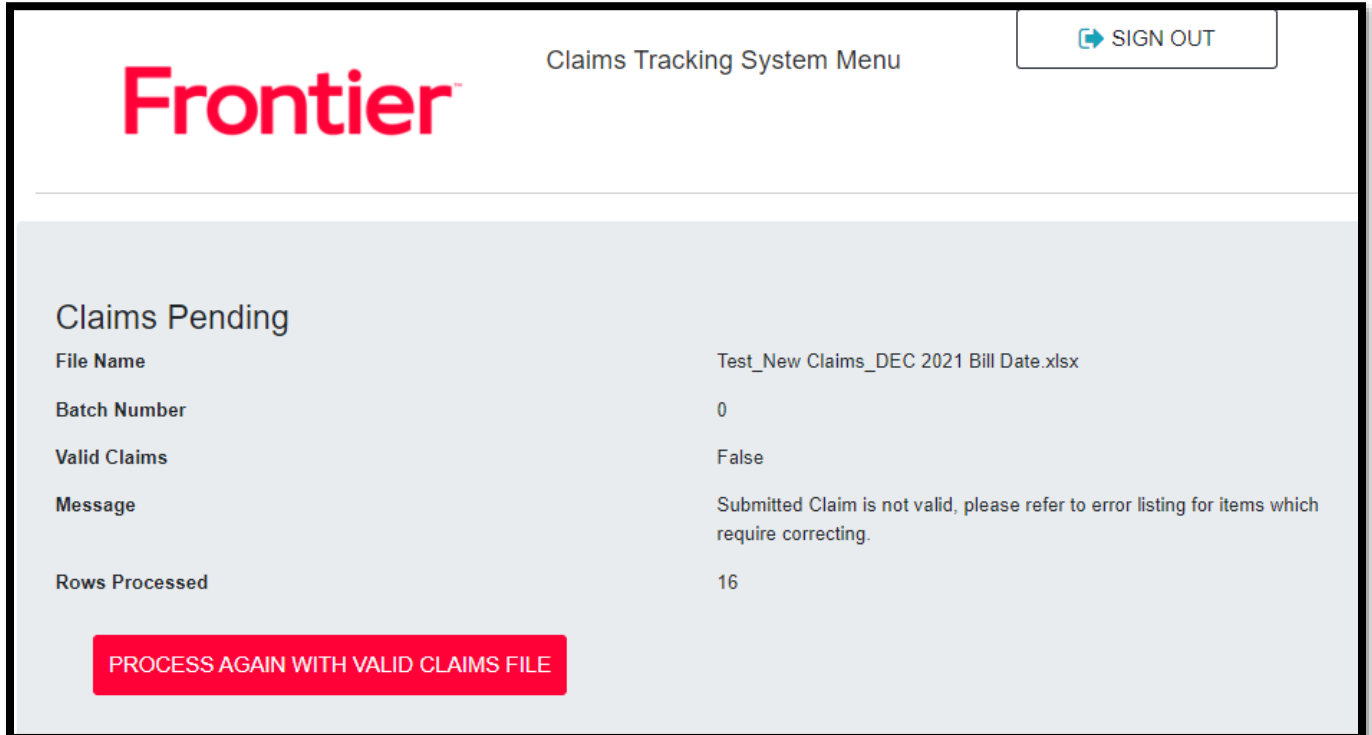 SIGN OUT
Claims Tracking System Menu
Frontier™
Claims Pending
File Name Test_New Claims_DEC 2021 Bill Date.xlsx
Batch Number 0
Valid Claims False
Message Submitted Claim is not valid, please refer to error listing for items which
require correcting.
Rows Processed 16
PROCESS AGAIN WITH VALID CLAIMS FILE